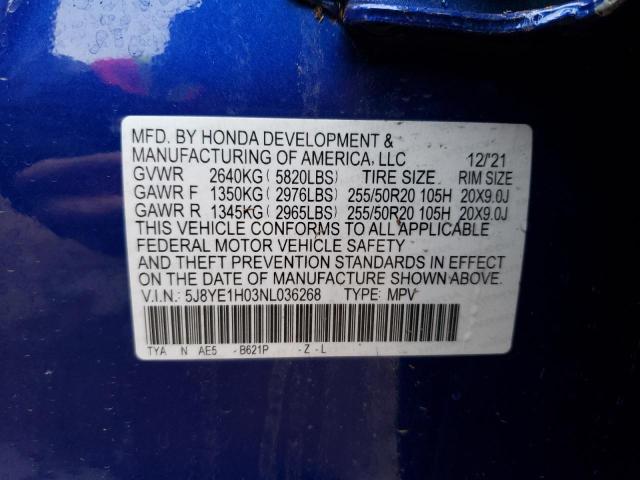 MFD. BY HONDA DEVELOPMENT &
MANUFACTURING OF AMERICA, LLC 12/'21
GVWR 2640KG( 5820LBS) TIRE SIZE RIM SIZE
GAWR F 1350KG( 2976LBS) 255/50R20 105H 20X9.0J
GAWR R 1345KG( 2965LBS) 255/50R20 105H 20X9.0J
THIS VEHICLE CONFORMS TO ALL APPLICABLE
FEDERAL MOTOR VEHICLE SAFETY
AND THEFT PREVENTION STANDARDS IN EFFECT
ON THE DATE OF MANUFACTURE SHOWN ABOVE.
V.I.N.: 5J8YE1H03NL036268 TYPE: MPV
TYA N AE5 -B621P -Z-L